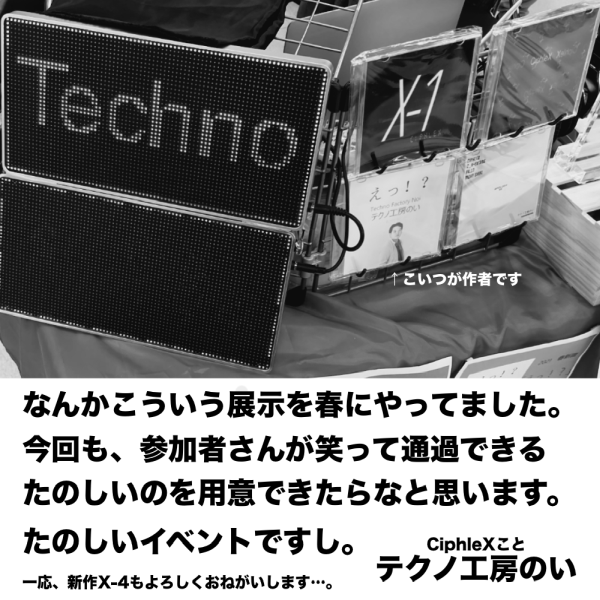 Techno
X-1
えっ！？
Techno Factory Noi
テクノ工房のい
↑こいつが作者です
なんかこういう展示を春にやってました。
今回も、参加者さんが笑って通過できる
たのしいのを用意できたらなと思います。
たのしいイベントですし。
CiphleXこと
テクノ工房のい
一応、新作X-4もよろしくおねがいします…。